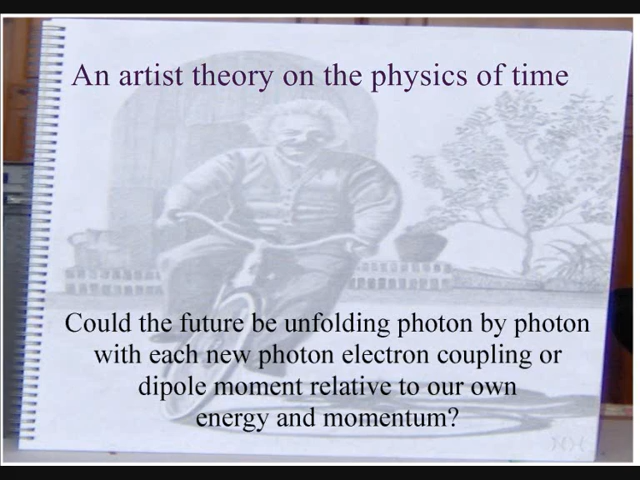 An artist theory on the physics of time
Could the future be unfolding photon by photon
with each new photon electron coupling or
dipole moment relative to our own
energy and momentum?